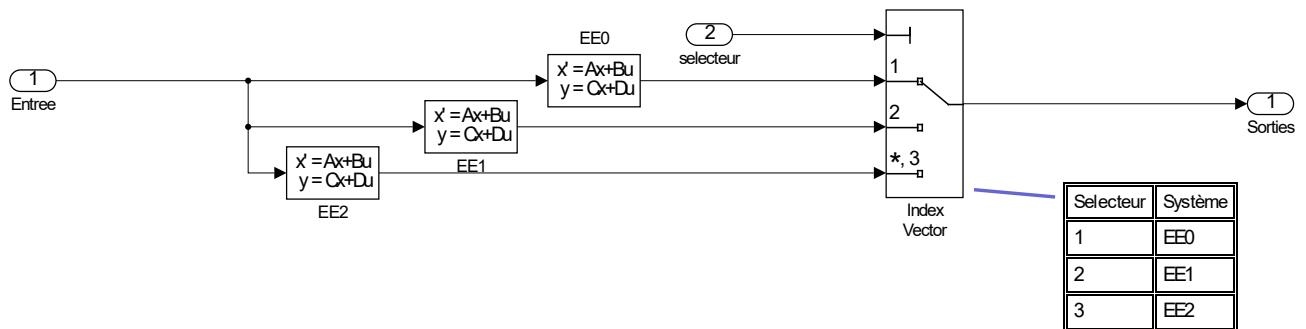 EE0
2
selecteur
1
Entree
x' = Ax+Bu
y = Cx+Du
1
x' = Ax+Bu
y = Cx+Du
EE1
2
x' = Ax+Bu
y = Cx+Du
EE2
*, 3
Index
Vector
1
Sorties
Selecteur Système
1 EE0
2 EE1
3 EE2